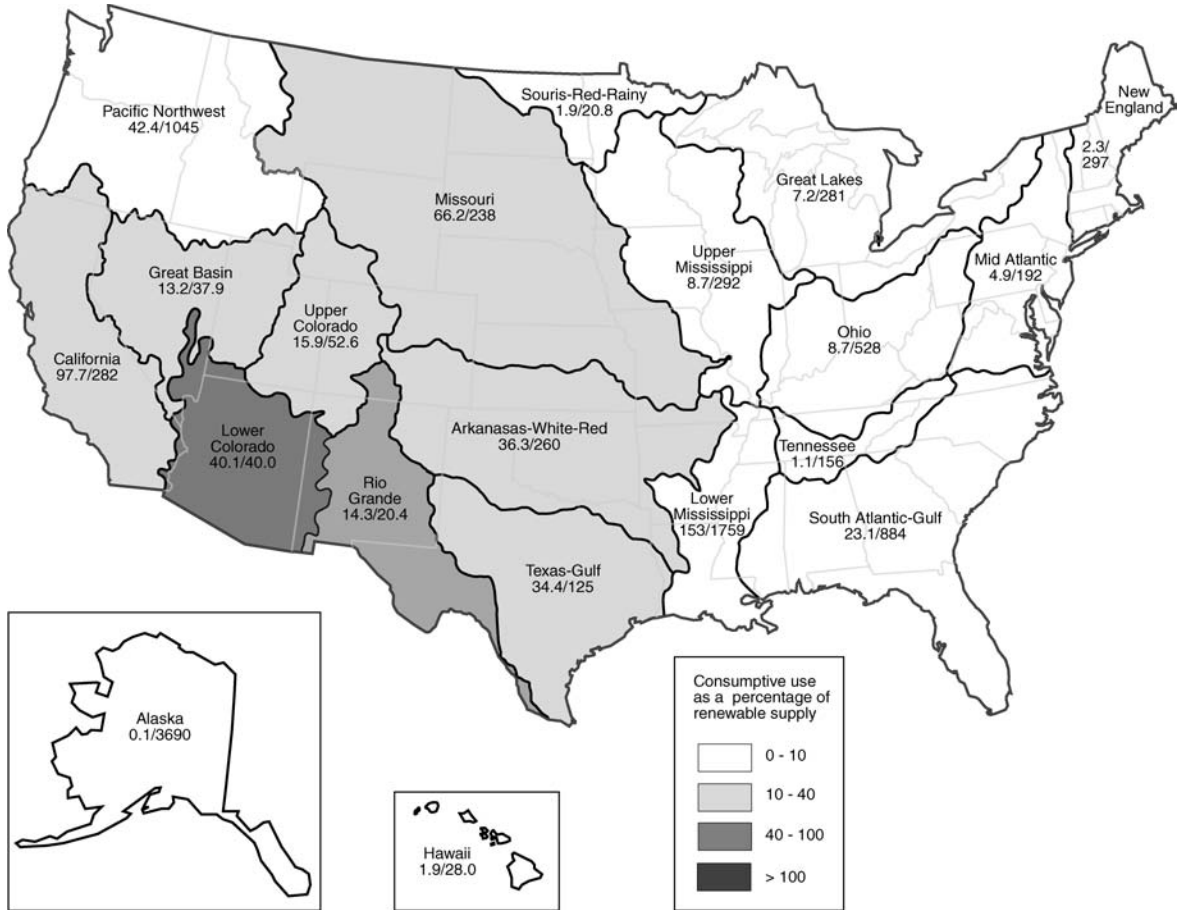 Pacific Northwest
42.4/1045
Souris-Red-Rainy
1.9/20.8
New
England
2.3/
297
Missouri
66.2/238
Great Lakes
7.2/281
Great Basin
13.2/37.9
Upper
Mississippi
8.7/292
Mid Atlantic
4.9/192
Upper
Colorado
15.9/52.6
Ohio
8.7/528
California
97.7/282
Lower
Colorado
40.1/40.0
Arkanasas-White-Red
36.3/260
Tennessee
1.1/156
Rio
Grande
14.3/20.4
Lower
Mississippi
153/1759
South Atlantic-Gulf
23.1/884
Texas-Gulf
34.4/125
Alaska
0.1/3690
Hawaii
1.9/28.0
Consumptive use
as a percentage of
renewable supply
0 - 10
10 - 40
40 - 100
> 100